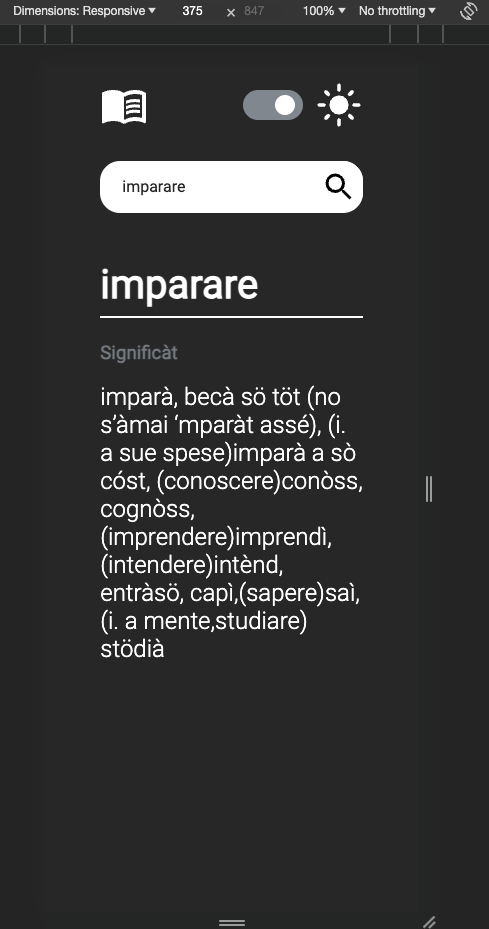 Dimensions: Responsive ▾ 375 × 847 100% ▾ No throttling ▾
imparare
imparare
Significàt
imparà, becà sö töt (no
s’àmai ‘mparàt assé), (i.
a sue spese)imparà a sò
cóst, (conoscere)conòss,
cognòss,
(imprendere)imprendì,
(intendere)intènd,
entràsö, capì,(sapere)saì,
(i. a mente,studiare)
stödià